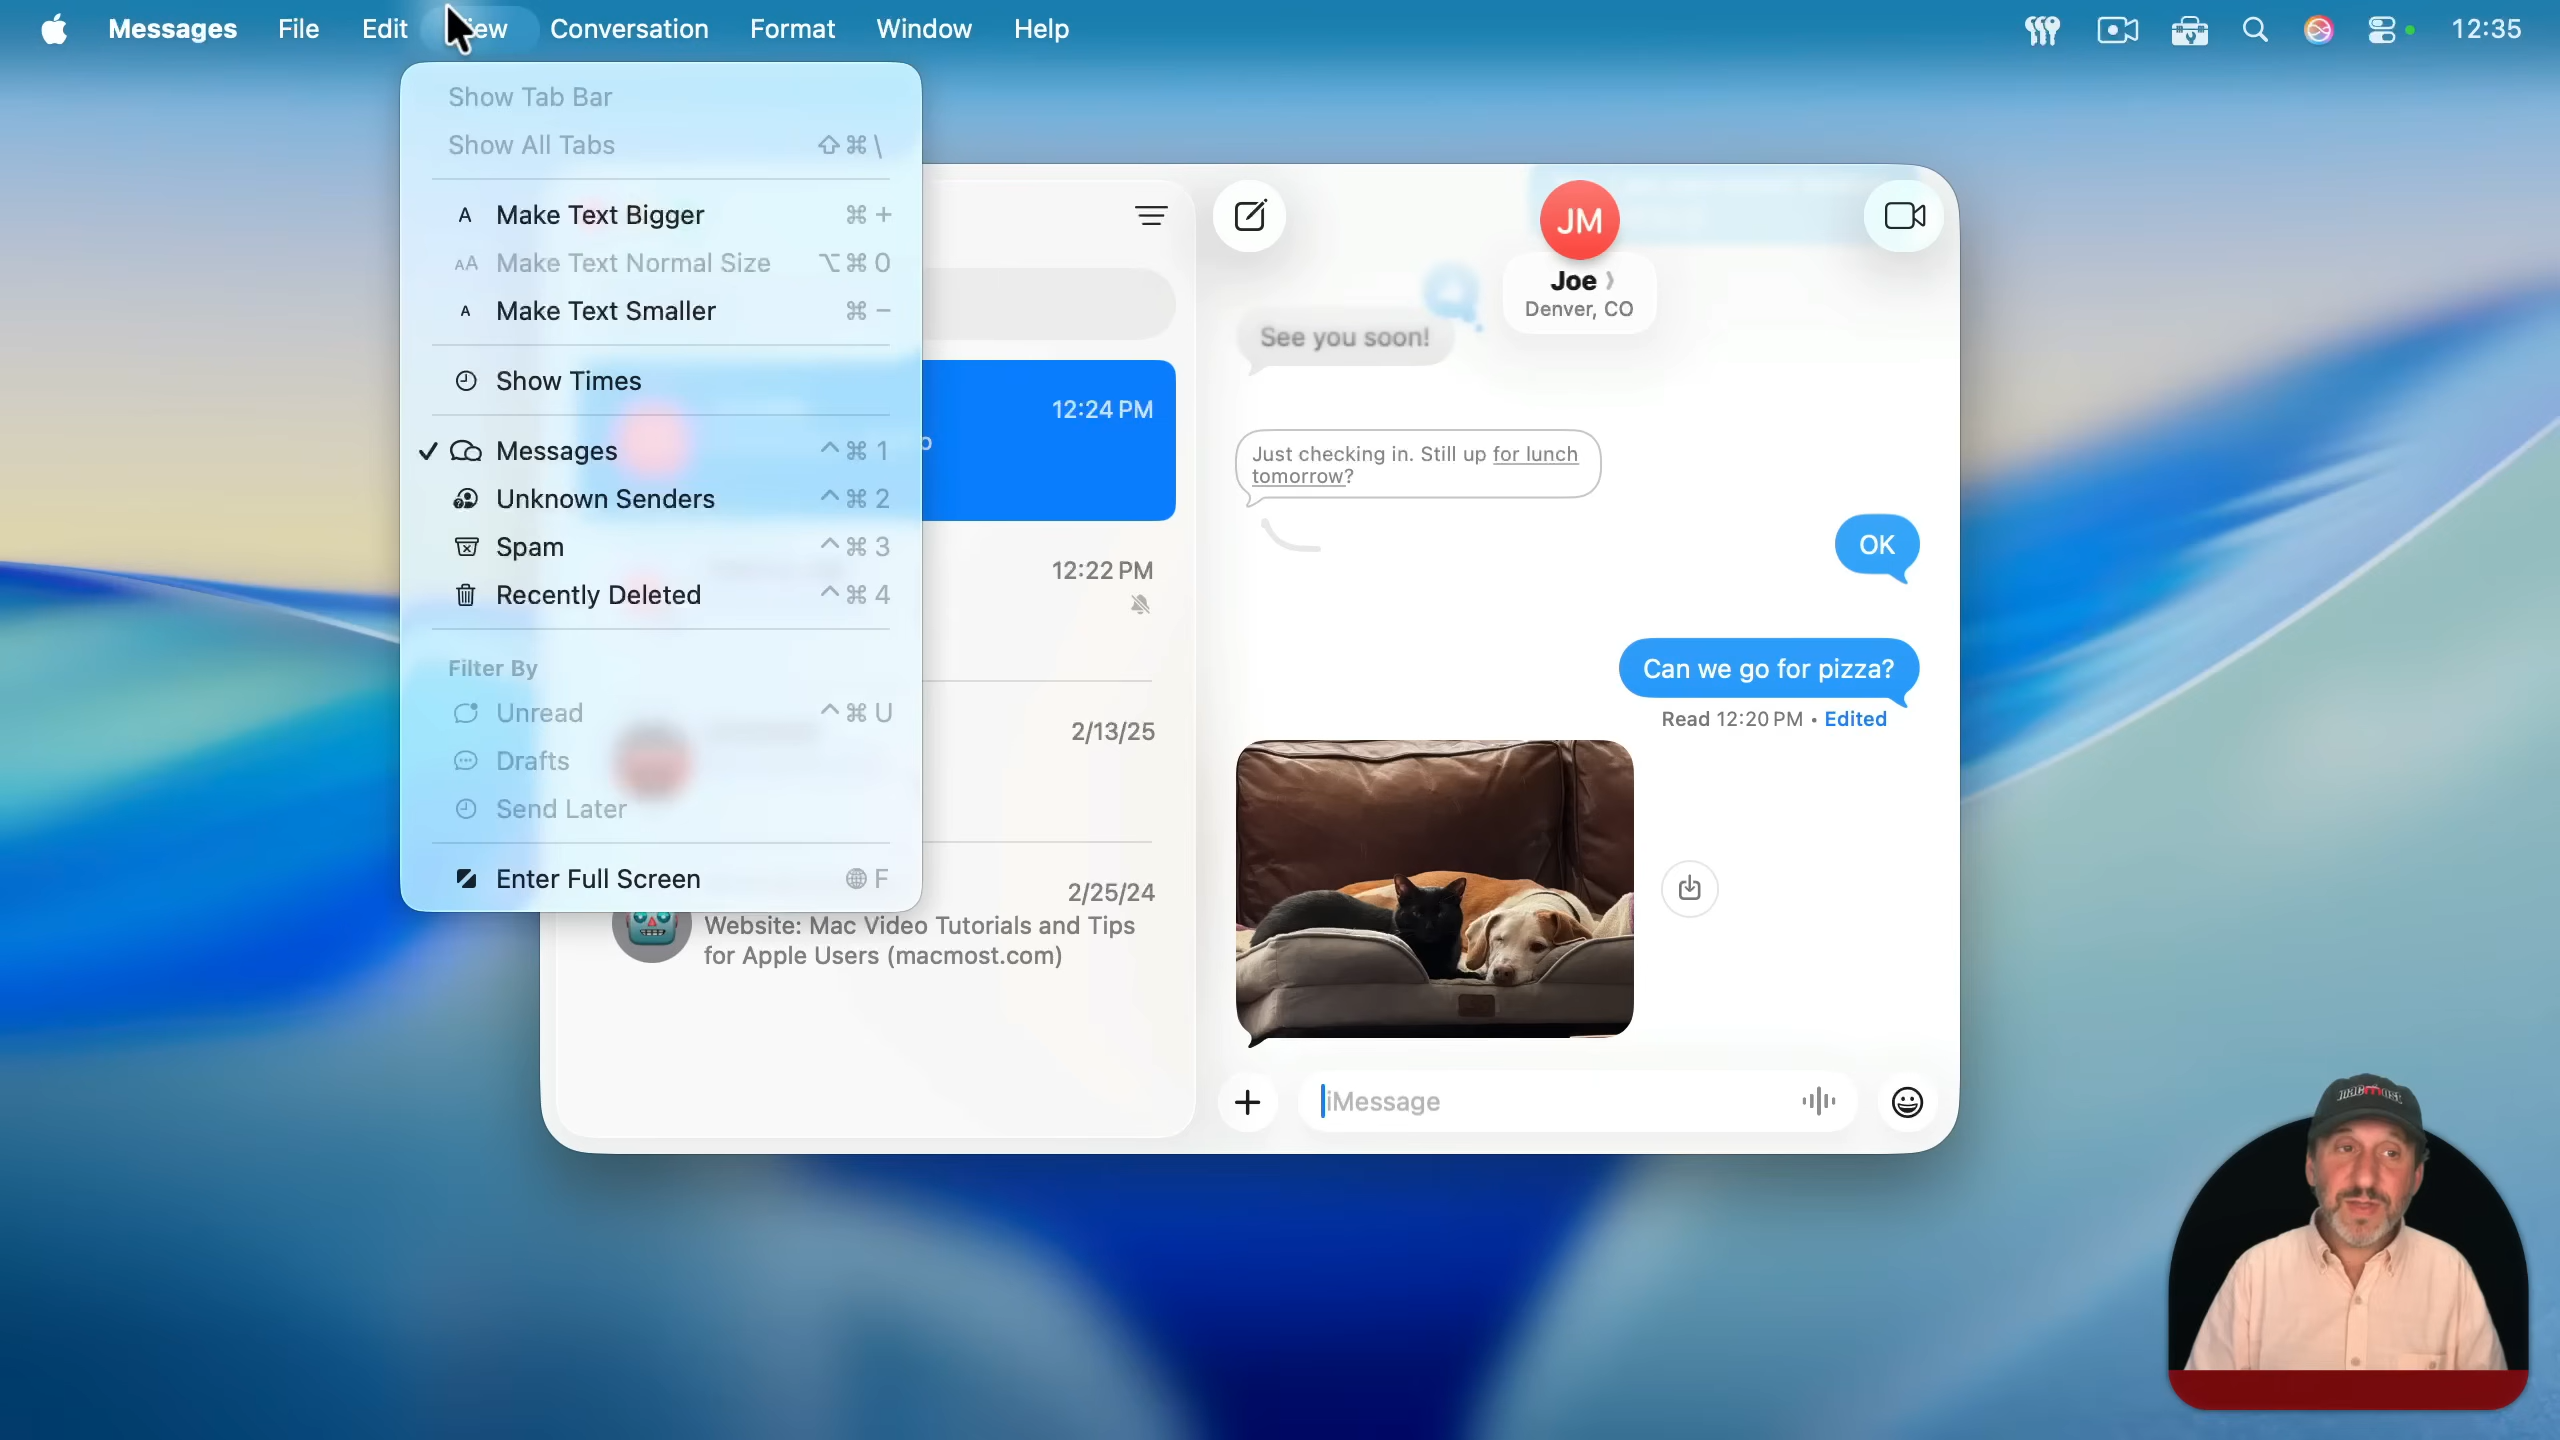 Messages File Edit View Conversation Format Window Help 12:35
Show Tab Bar
Show All Tabs ⇧⌘\
A Make Text Bigger ⌘+
AA Make Text Normal Size ⌥⌘0
A Make Text Smaller ⌘−
Show Times
✓ Messages ^⌘1
Unknown Senders ^⌘2
Spam ^⌘3
Recently Deleted ^⌘4
Filter By
Unread ^⌘U
Drafts
Send Later
Enter Full Screen F
12:24 PM
12:22 PM
2/13/25
2/25/24
Website: Mac Video Tutorials and Tips
for Apple Users (macmost.com)
JM
Joe
Denver, CO
See you soon!
Just checking in. Still up for lunch
tomorrow?
OK
Can we go for pizza?
Read 12:20 PM • Edited
iMessage
macmost